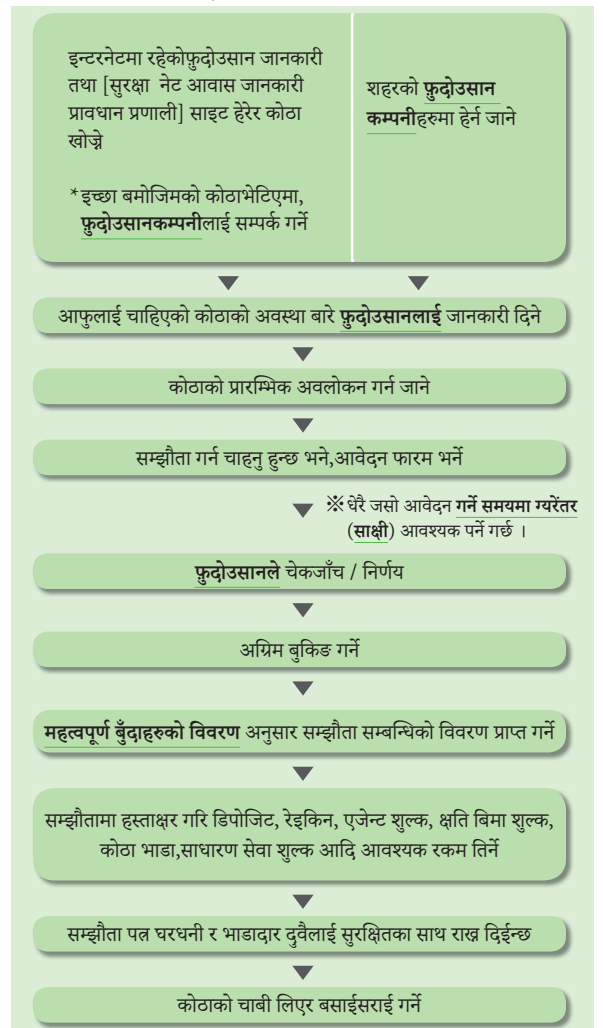 इन्टरनेटमा रहेकोफुदोउसान जानकारी
तथा [सुरक्षा नेट आवास जानकारी
प्रावधान प्रणाली] साइट हेरेर कोठा
खोज्ने
*इच्छा बमोजिमको कोठाभेटिएमा,
फुदोउसानकम्पनीलाई सम्पर्क गर्ने
शहरको फुदोउसान
कम्पनीहरुमा हेर्न जाने
आफुलाई चाहिएको कोठाको अवस्था बारे फुदोउसानलाई जानकारी दिने
कोठाको प्रारम्भिक अवलोकन गर्न जाने
सम्झौता गर्न चाहनु हुन्छ भने,आवेदन फारम भर्ने
※ धेरै जसो आवेदन गर्ने समयमा ग्यरेंतर
(साक्षी) आवश्यक पर्ने गर्छ ।
फुदोउसानले चेकजाँच / निर्णय
अग्रिम बुकिङ गर्ने
महत्वपूर्ण बुँदाहरुको विवरण अनुसार सम्झौता सम्बन्धिको विवरण प्राप्त गर्ने
सम्झौतामा हस्ताक्षर गरि डिपोजिट, रेइकिन, एजेन्ट शुल्क, क्षति बिमा शुल्क,
कोठा भाडा,साधारण सेवा शुल्क आदि आवश्यक रकम तिर्ने
सम्झौता पत्र घरधनी र भाडादार दुवैलाई सुरक्षितका साथ राख्न दिईन्छ
कोठाको चाबी लिएर बसाईसराई गर्ने